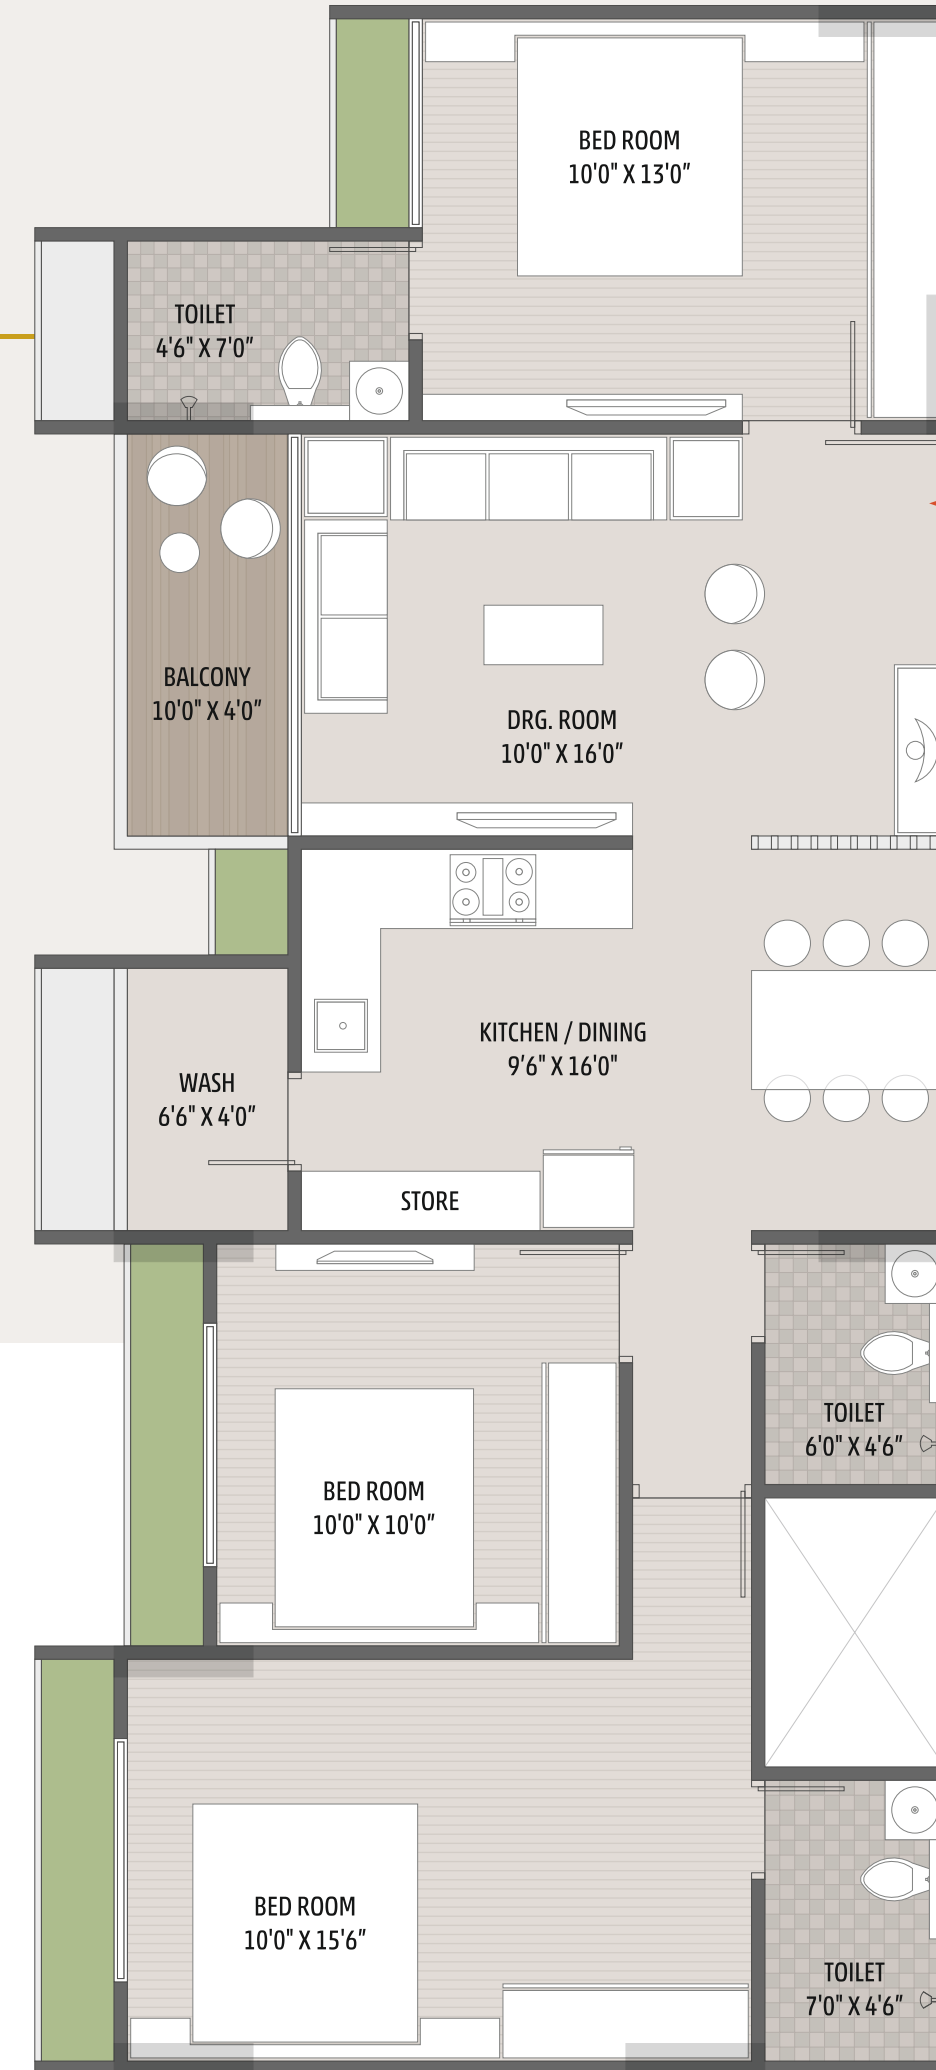 BED ROOM
10'0" X 13'0"
TOILET
4'6" X 7'0"
BALCONY
10'0" X 4'0"
DRG. ROOM
10'0" X 16'0"
KITCHEN / DINING
9'6" X 16'0"
WASH
6'6" X 4'0"
STORE
TOILET
6'0" X 4'6"
BED ROOM
10'0" X 10'0"
BED ROOM
10'0" X 15'6"
TOILET
7'0" X 4'6"